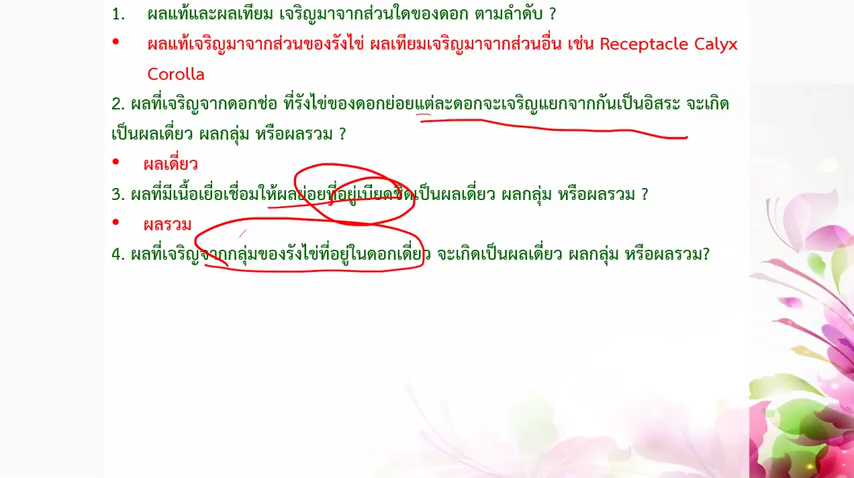 1. ผลแท้และผลเทียม เจริญมาจากส่วนใดของดอก ตามลำดับ ?
• ผลแท้เจริญมาจากส่วนของรังไข่ ผลเทียมเจริญมาจากส่วนอื่น เช่น Receptacle Calyx
Corolla
2. ผลที่เจริญจากดอกช่อ ที่รังไข่ของดอกย่อยแต่ละดอกจะเจริญแยกจากกันเป็นอิสระ จะเกิด
เป็นผลเดี่ยว ผลกลุ่ม หรือผลรวม ?
• ผลเดี่ยว
3. ผลที่มีเนื้อเยื่อเชื่อมให้ผลย่อยที่อยู่เบียดชิดเป็นผลเดี่ยว ผลกลุ่ม หรือผลรวม ?
• ผลรวม
4. ผลที่เจริญจากกลุ่มของรังไข่ที่อยู่ในดอกเดี่ยว จะเกิดเป็นผลเดี่ยว ผลกลุ่ม หรือผลรวม?